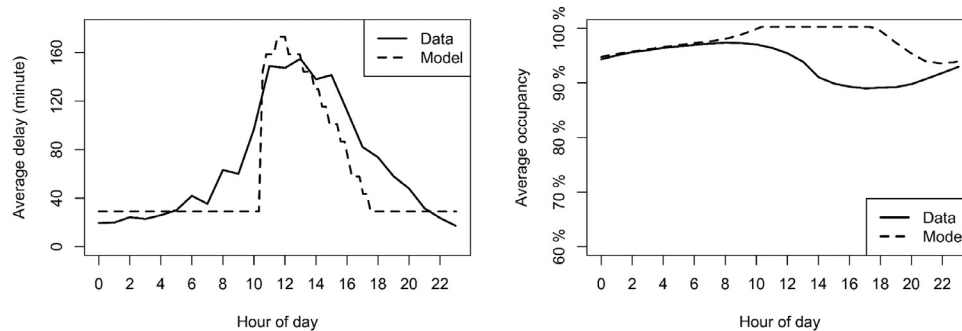 Average delay (minute)
0 40 80 120 160
Data
Model
0 2 4 6 8 10 12 14 16 18 20 22
Hour of day
Average occupancy
60 % 70 % 80 % 90 % 100 %
Data
Mode
0 2 4 6 8 10 12 14 16 18 20 22
Hour of day